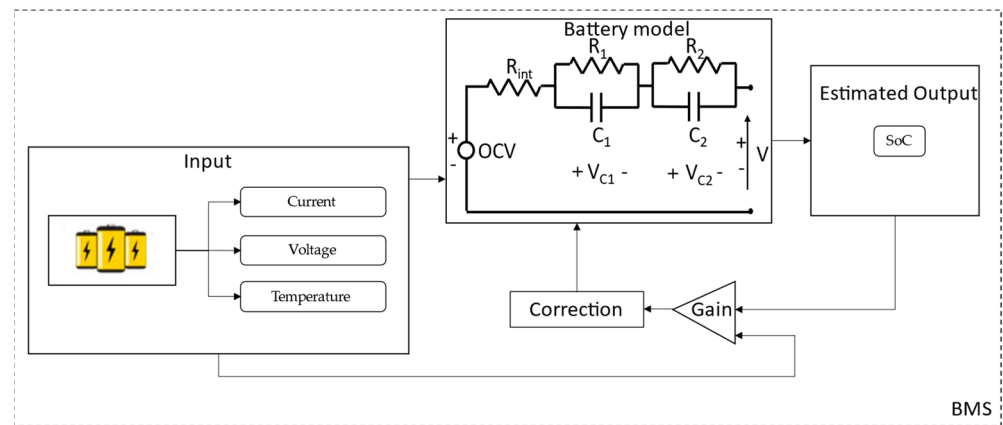 Battery model
R1
R2
Rint
+
OCV
-
C1
C2
+ VC1 -
+ VC2 -
+
V
-
Input
Current
Voltage
Temperature
Estimated Output
SoC
Correction
Gain
BMS